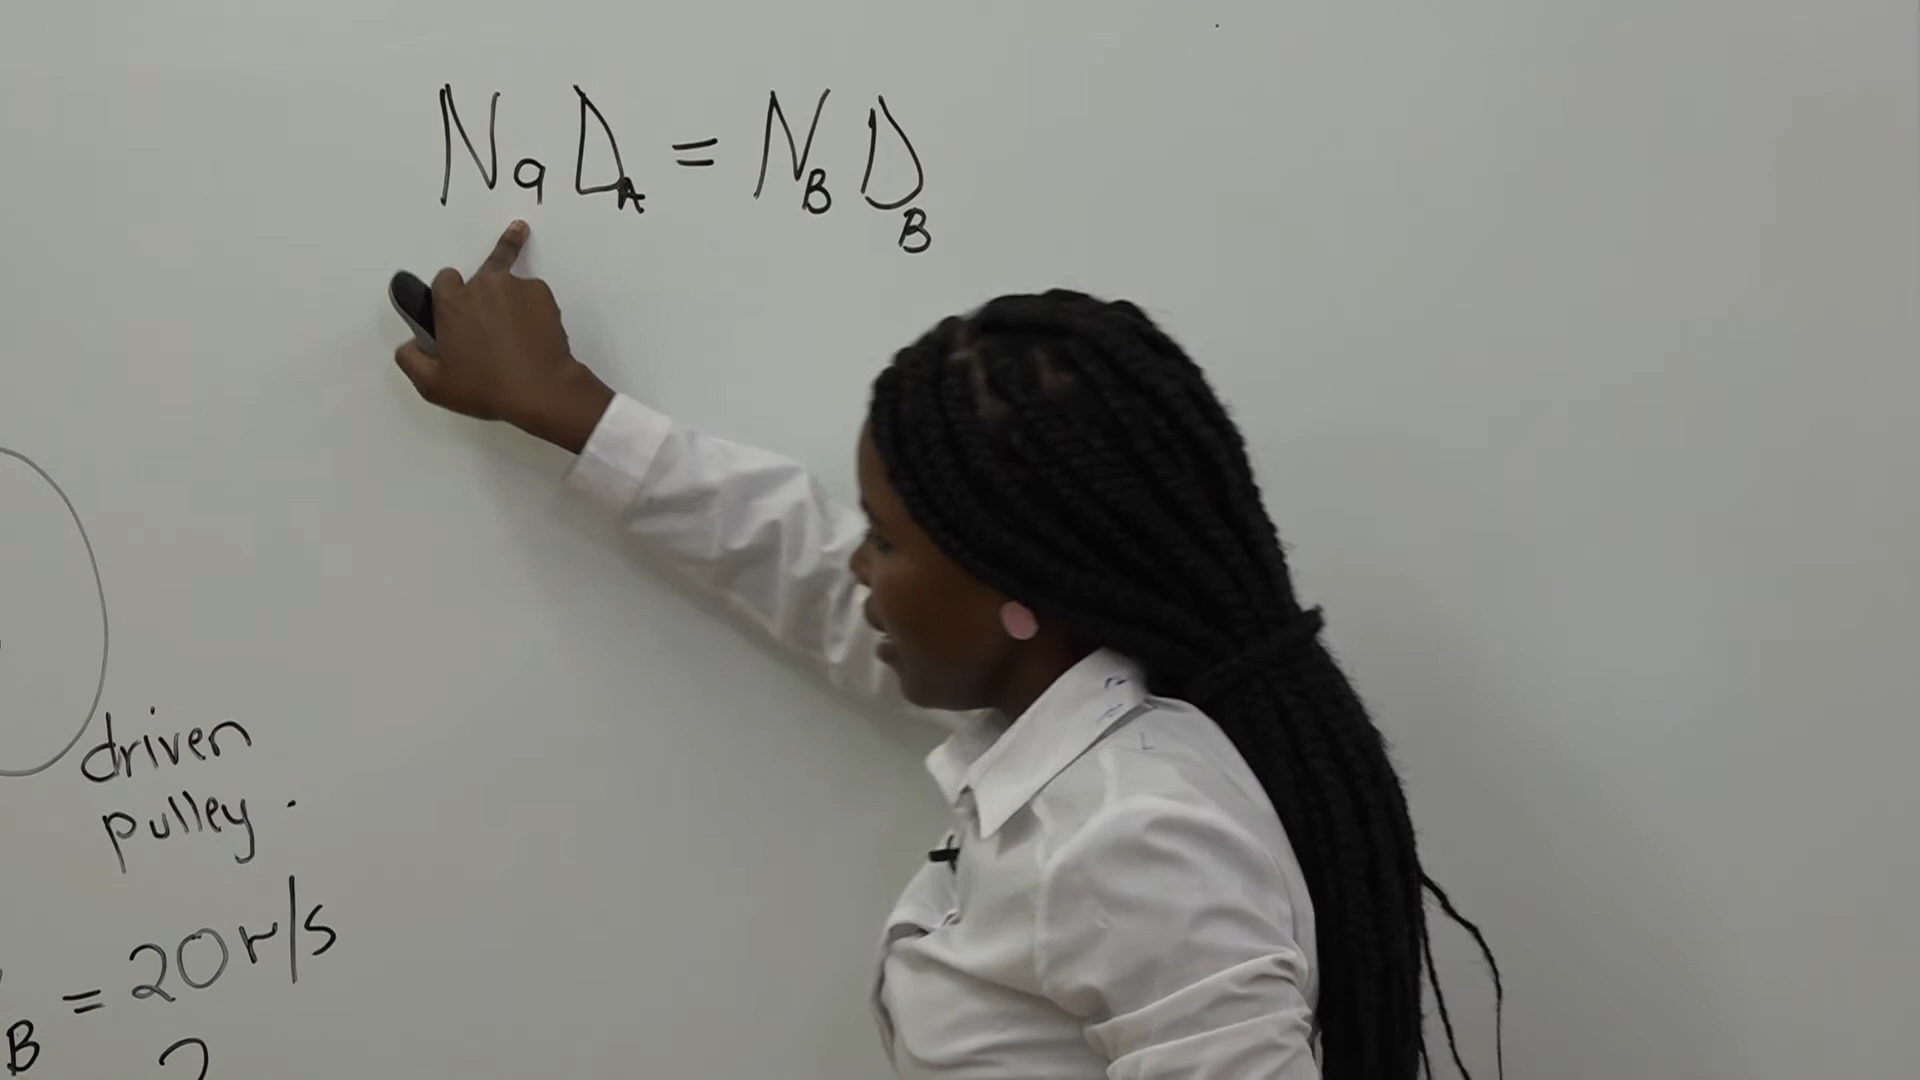 Na DA = NB DB
driven
pulley.
B = 20 r/s
?